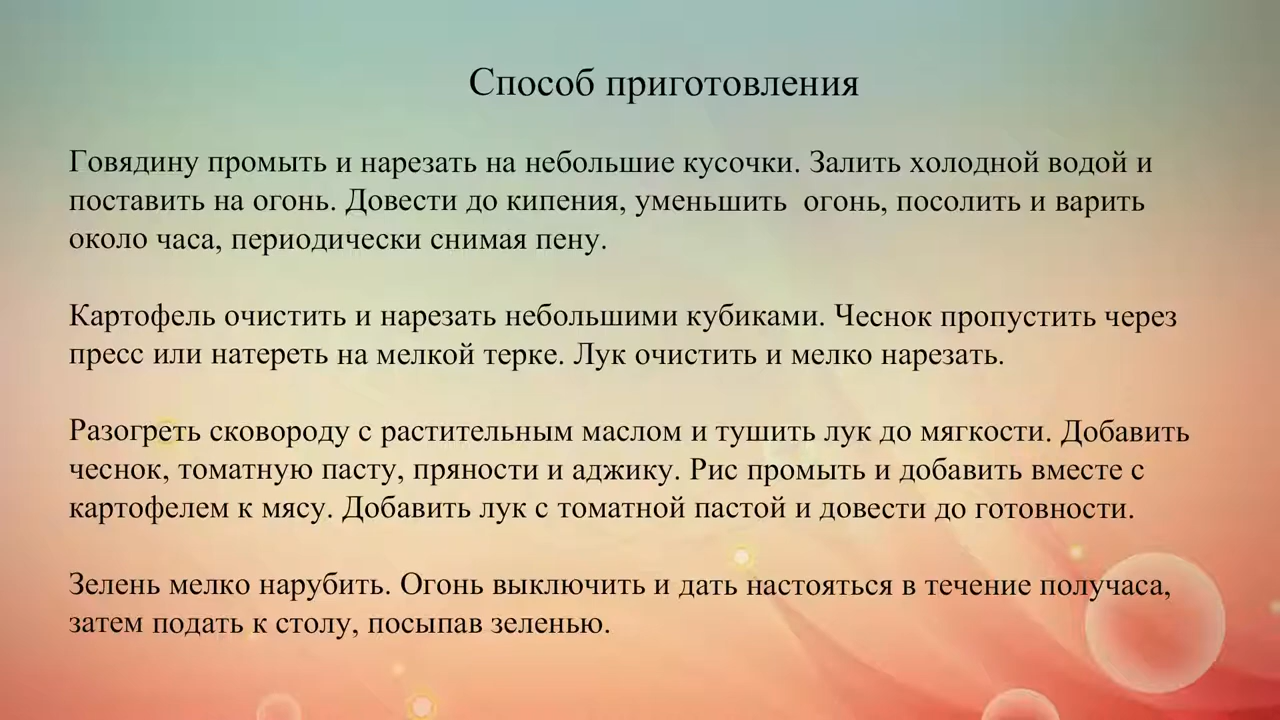 Способ приготовления
Говядину промыть и нарезать на небольшие кусочки. Залить холодной водой и
поставить на огонь. Довести до кипения, уменьшить  огонь, посолить и варить
около часа, периодически снимая пену.
Картофель очистить и нарезать небольшими кубиками. Чеснок пропустить через
пресс или натереть на мелкой терке. Лук очистить и мелко нарезать.
Разогреть сковороду с растительным маслом и тушить лук до мягкости. Добавить
чеснок, томатную пасту, пряности и аджику. Рис промыть и добавить вместе с
картофелем к мясу. Добавить лук с томатной пастой и довести до готовности.
Зелень мелко нарубить. Огонь выключить и дать настояться в течение получаса,
затем подать к столу, посыпав зеленью.